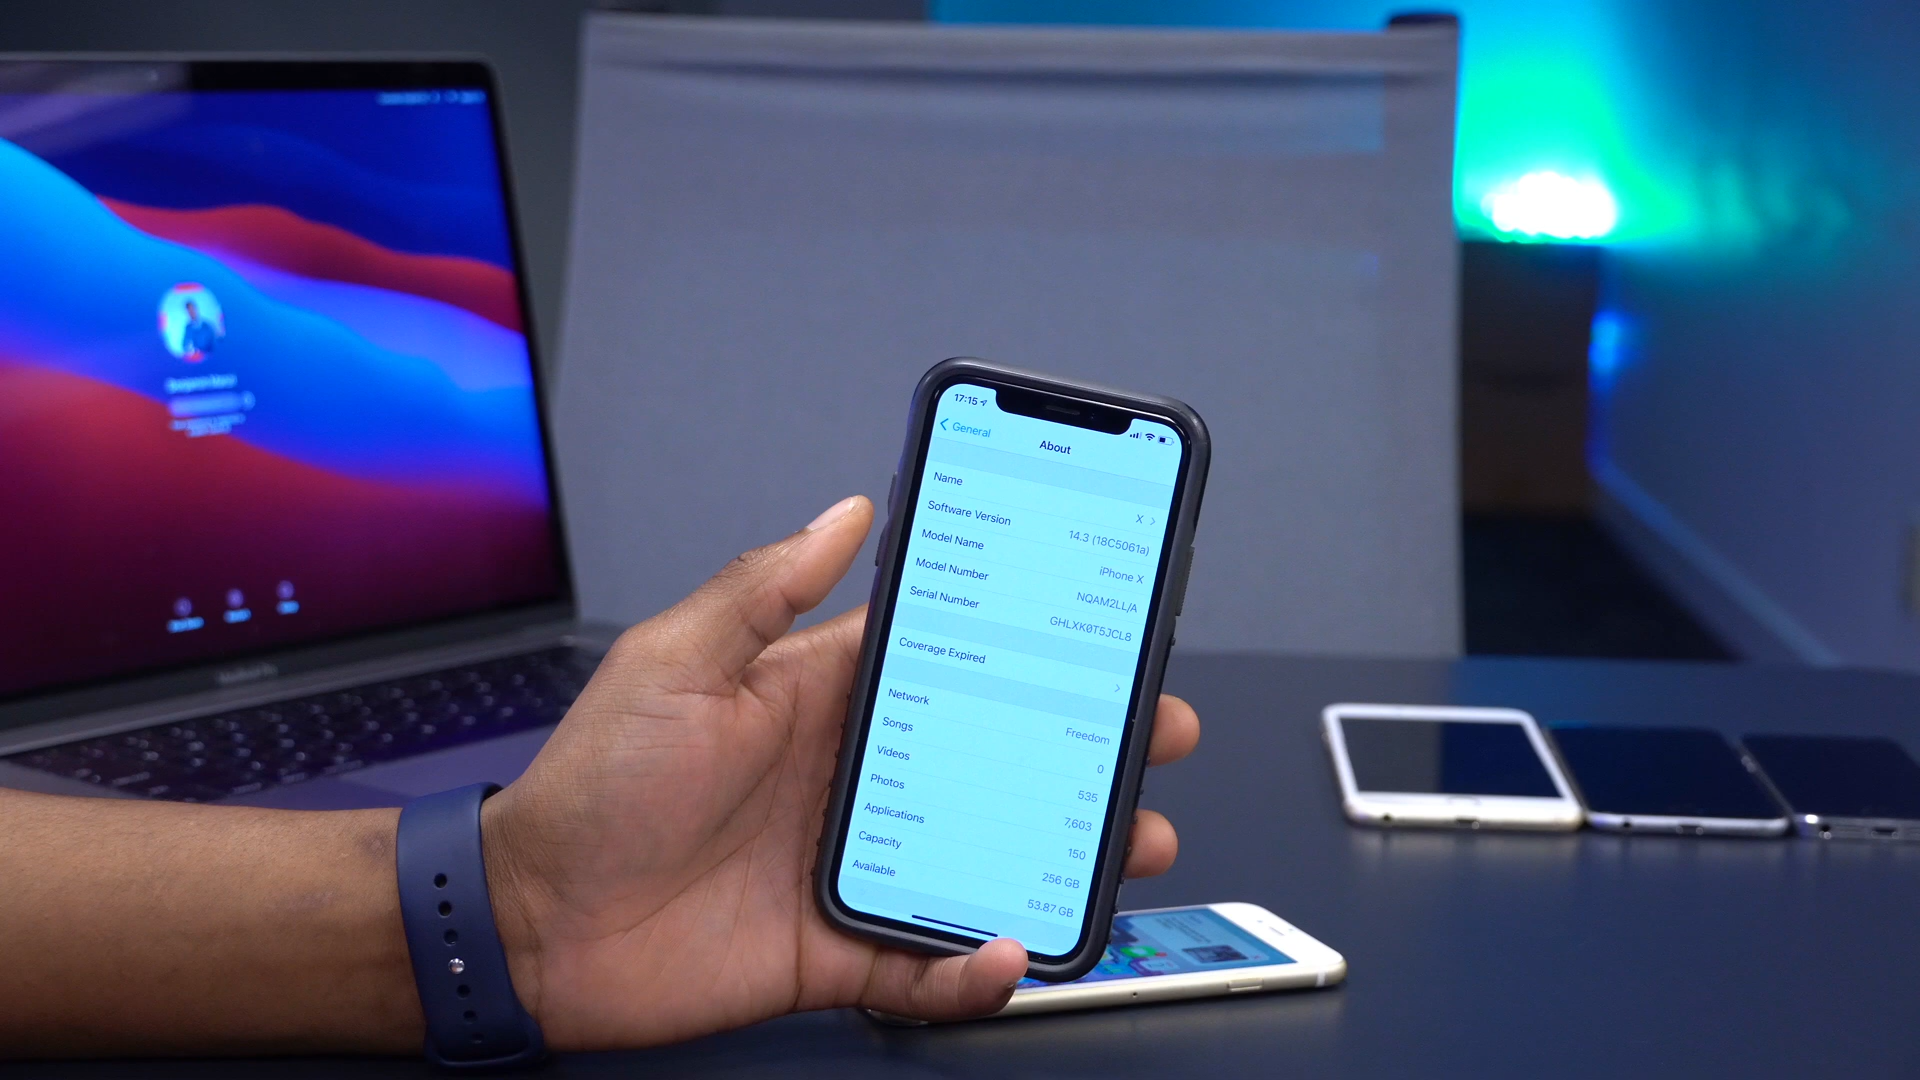 17:15
General
About
Name
X
Software Version
14.3 (18C5061a)
Model Name
iPhone X
Model Number
NQAM2LL/A
Serial Number
GHLXK0T5JCL8
Coverage Expired
Network
Freedom
Songs
0
Videos
535
Photos
7,603
Applications
150
Capacity
256 GB
Available
53.87 GB